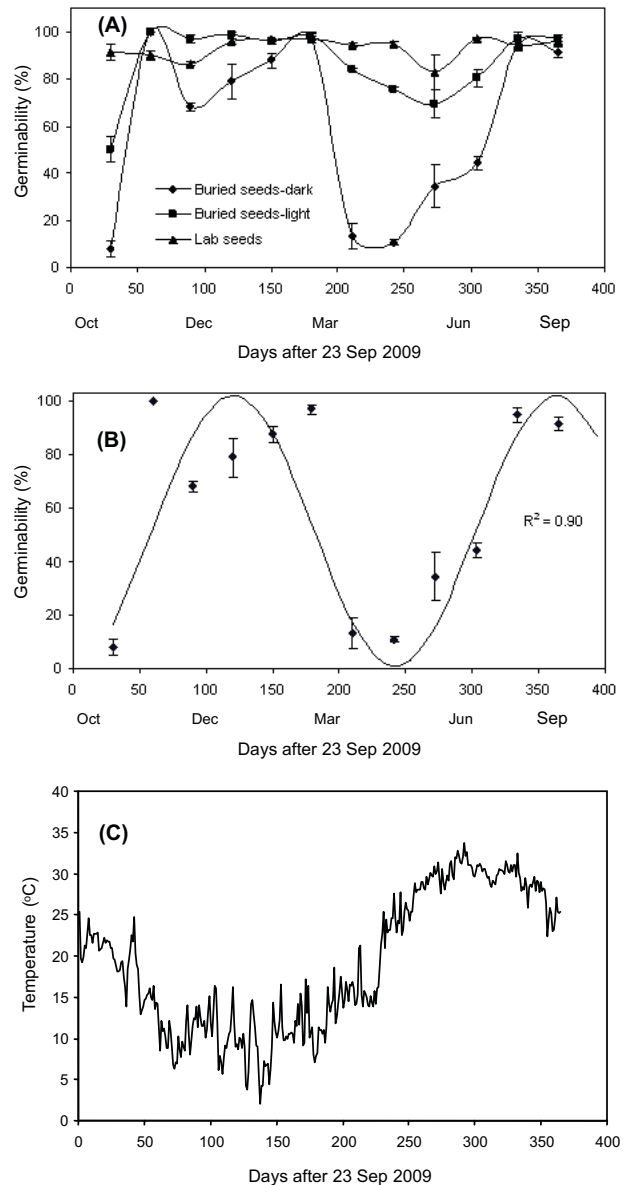 (A)
Germinability (%)
100
80
60
40
20
0
Buried seeds-dark
Buried seeds-light
Lab seeds
0 50 100 150 200 250 300 350 400
Oct Dec Mar Jun Sep
Days after 23 Sep 2009
(B)
Germinability (%)
100
80
60
40
20
0
R² = 0.90
0 50 100 150 200 250 300 350 400
Oct Dec Mar Jun Sep
Days after 23 Sep 2009
(C)
Temperature (°C)
40
35
30
25
20
15
10
5
0
0 50 100 150 200 250 300 350 400
Days after 23 Sep 2009